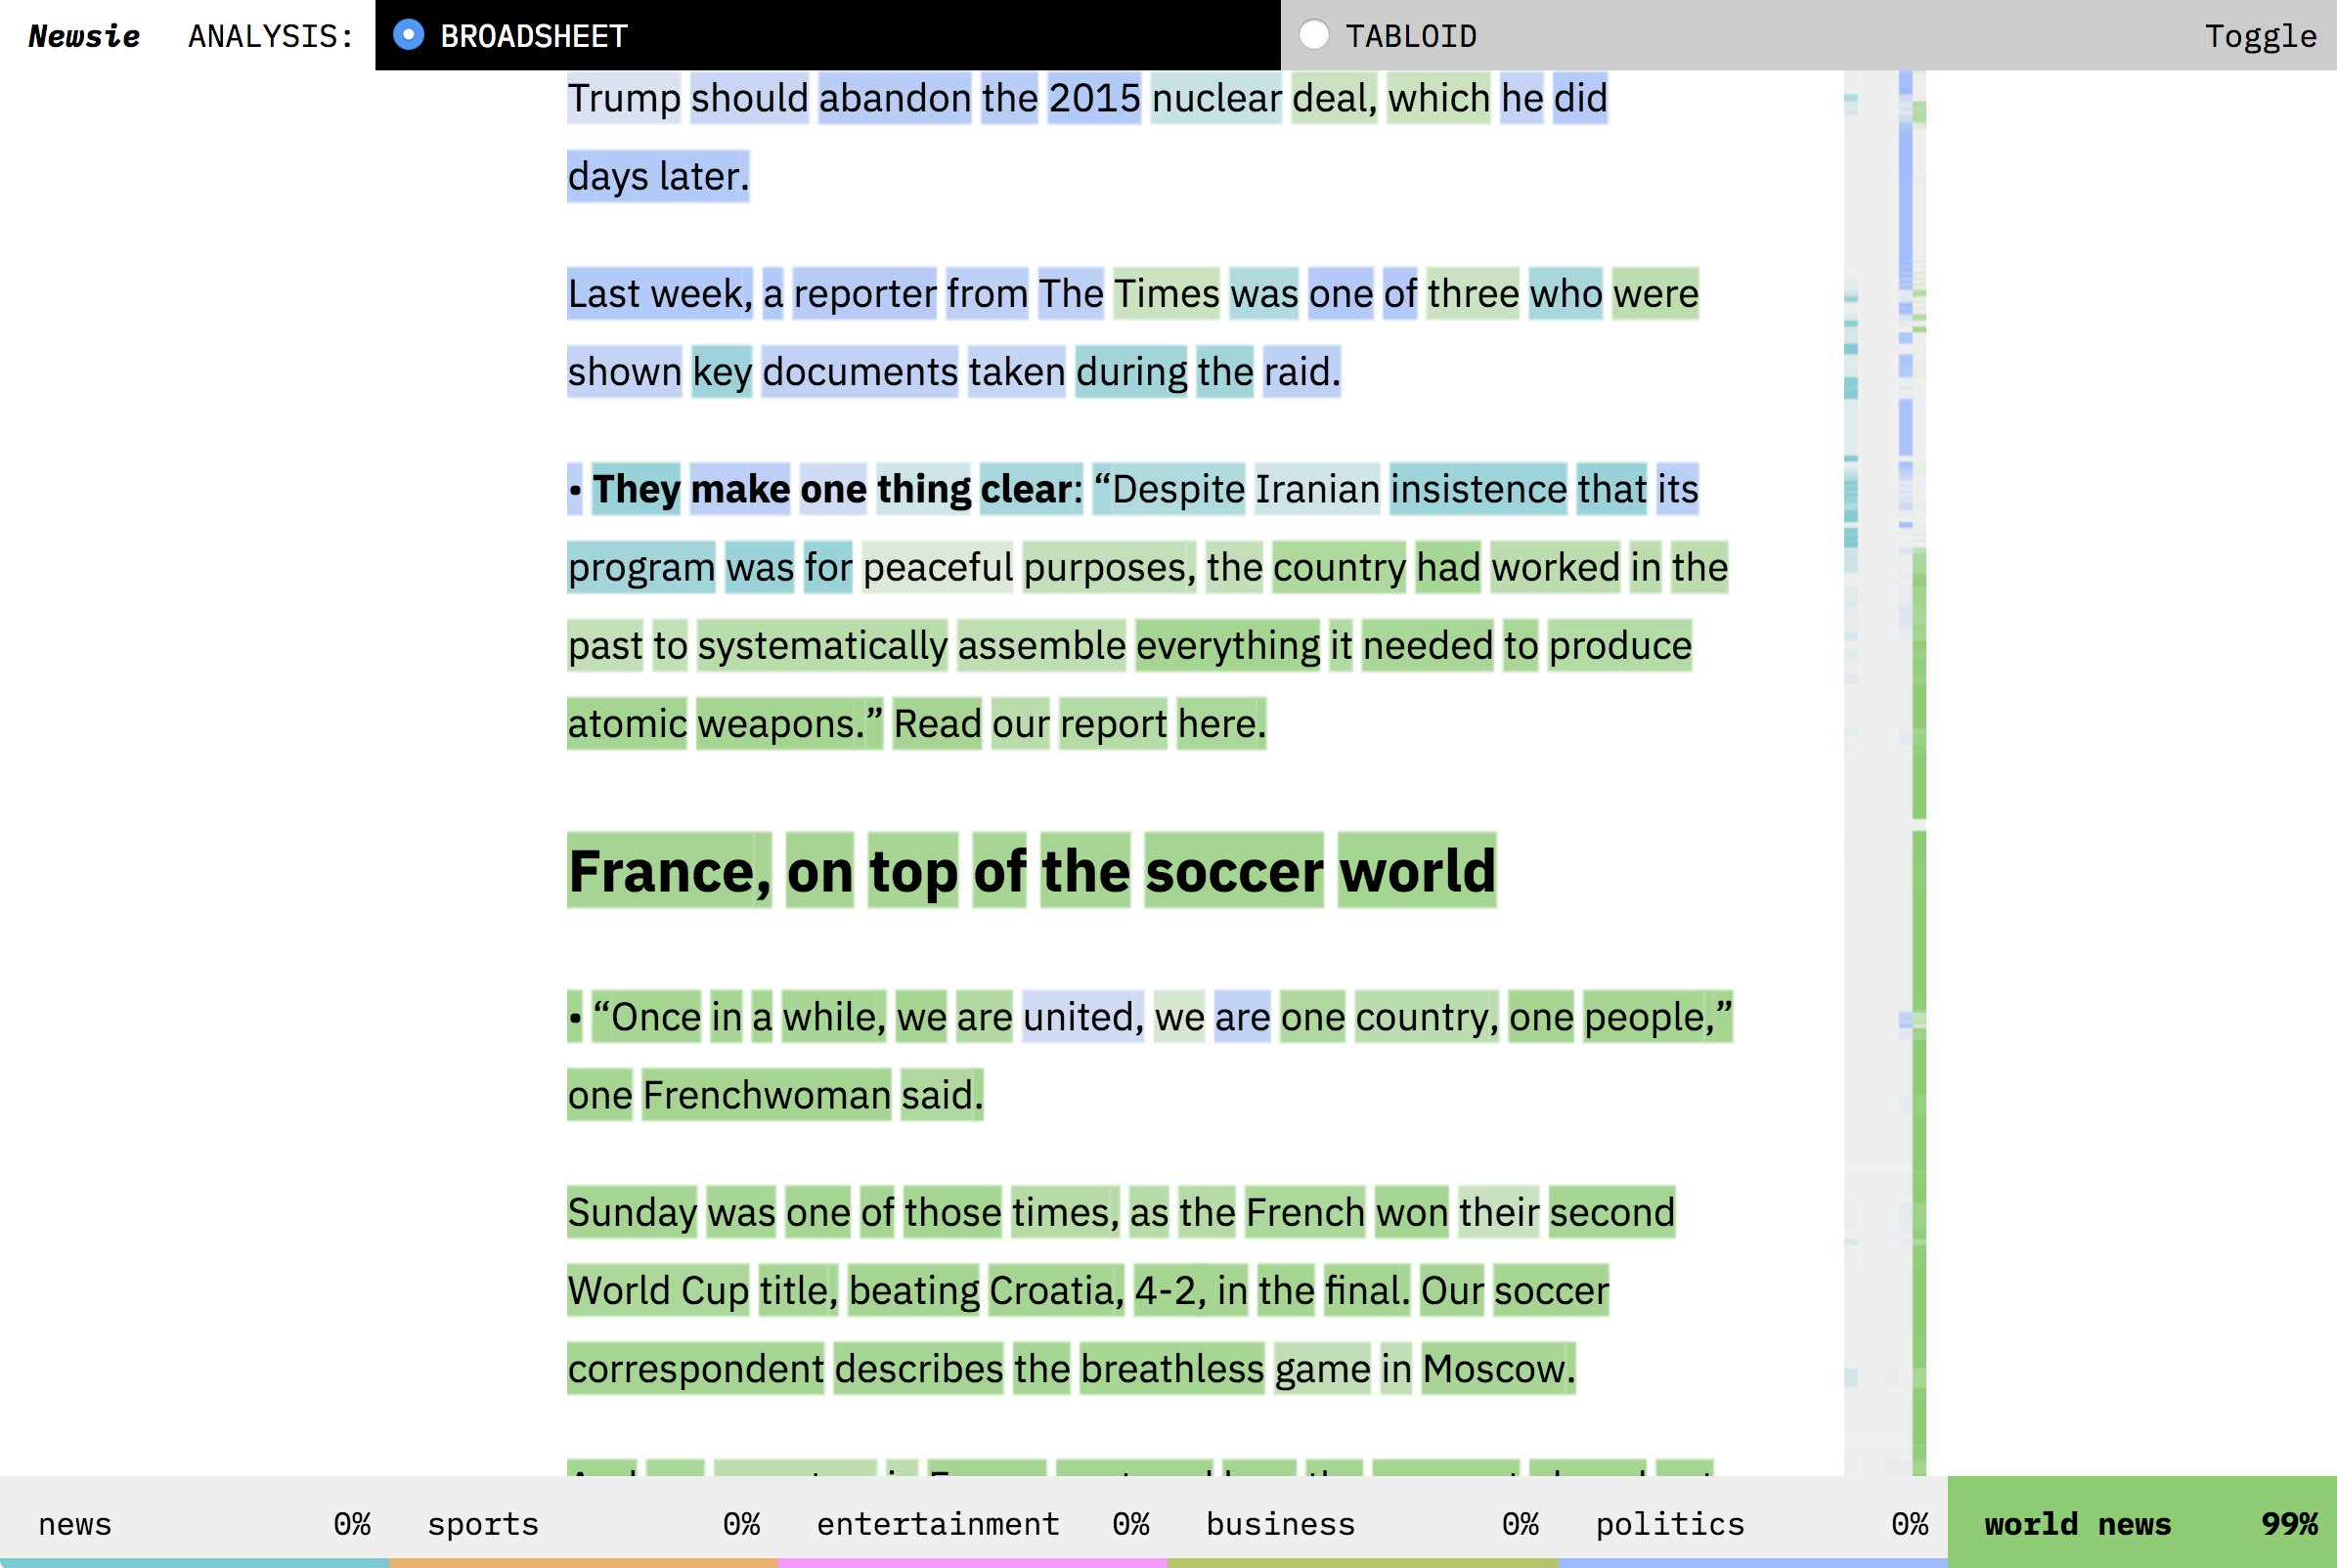 Newsie ANALYSIS: BROADSHEET TABLOID Toggle
Trump should abandon the 2015 nuclear deal, which he did
days later.
Last week, a reporter from The Times was one of three who were
shown key documents taken during the raid.
• They make one thing clear: “Despite Iranian insistence that its
program was for peaceful purposes, the country had worked in the
past to systematically assemble everything it needed to produce
atomic weapons.” Read our report here.
France, on top of the soccer world
• “Once in a while, we are united, we are one country, one people,”
one Frenchwoman said.
Sunday was one of those times, as the French won their second
World Cup title, beating Croatia, 4-2, in the final. Our soccer
correspondent describes the breathless game in Moscow.
news 0% sports 0% entertainment 0% business 0% politics 0% world news 99%